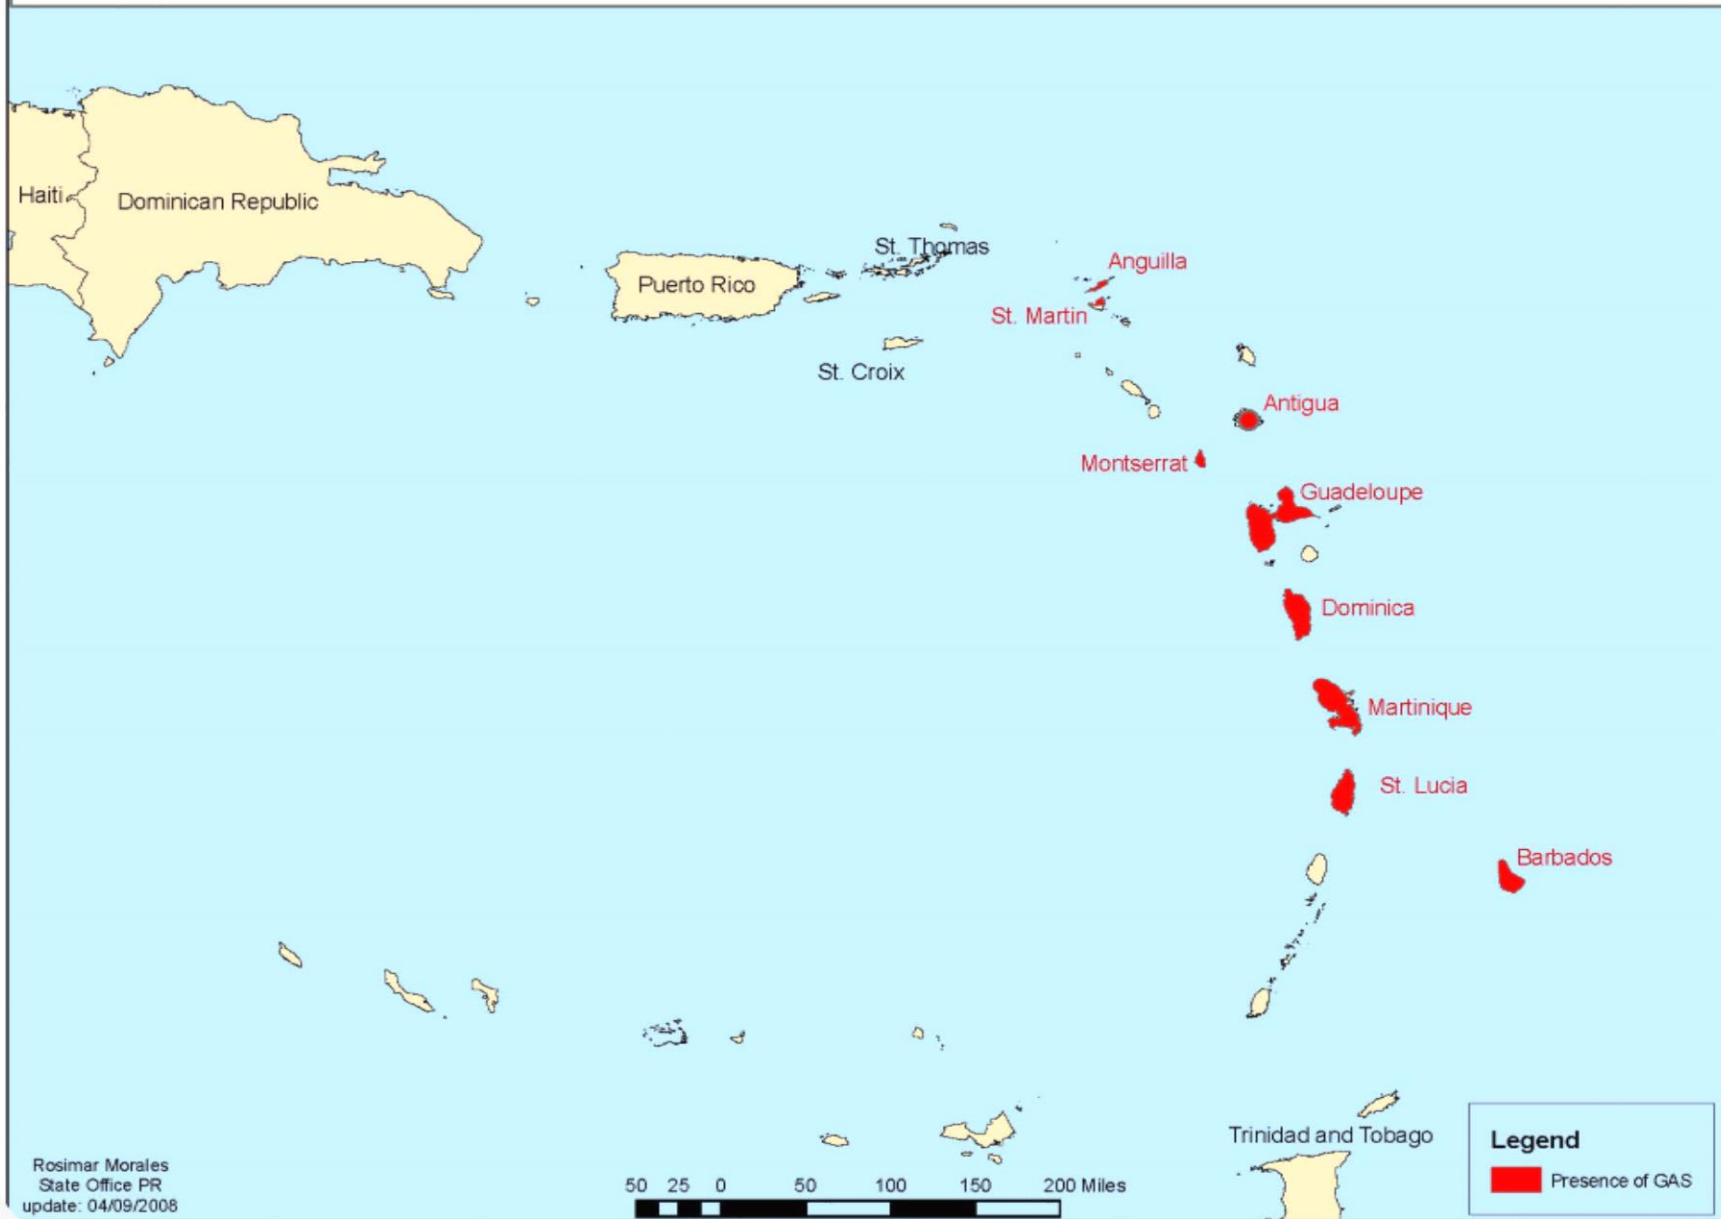 Haiti
Dominican Republic
Puerto Rico
St. Thomas
St. Croix
Anguilla
St. Martin
Antigua
Montserrat
Guadeloupe
Dominica
Martinique
St. Lucia
Barbados
Trinidad and Tobago
Legend
Presence of GAS
Rosimar Morales
State Office PR
update: 04/09/2008
50 25 0 50 100 150 200 Miles